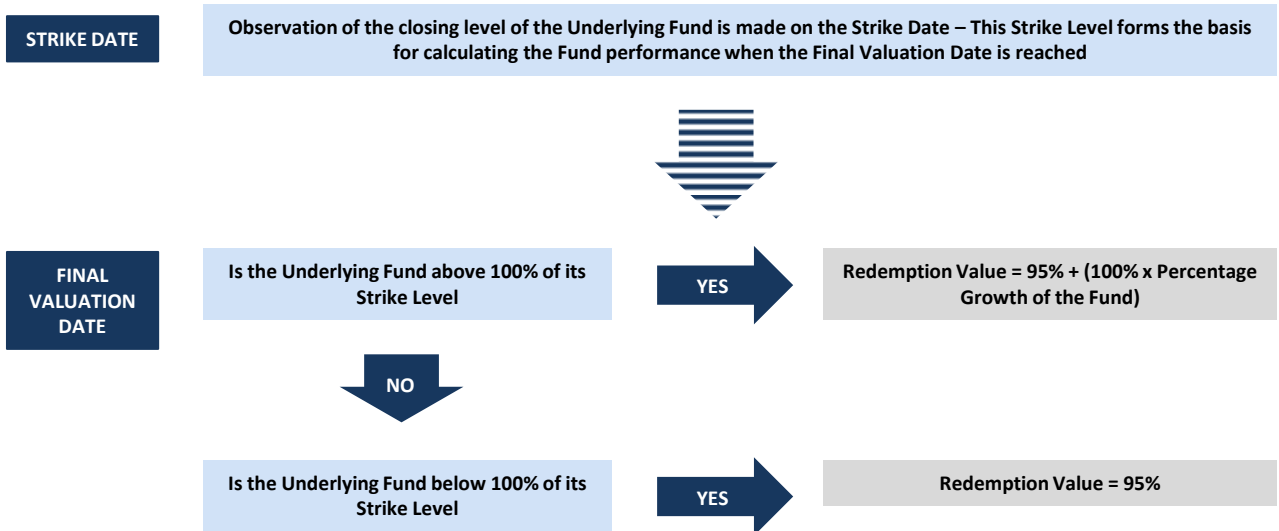 STRIKE DATE
Observation of the closing level of the Underlying Fund is made on the Strike Date – This Strike Level forms the basis
for calculating the Fund performance when the Final Valuation Date is reached
FINAL
VALUATION
DATE
Is the Underlying Fund above 100% of its
Strike Level
YES
Redemption Value = 95% + (100% x Percentage
Growth of the Fund)
NO
Is the Underlying Fund below 100% of its
Strike Level
YES
Redemption Value = 95%